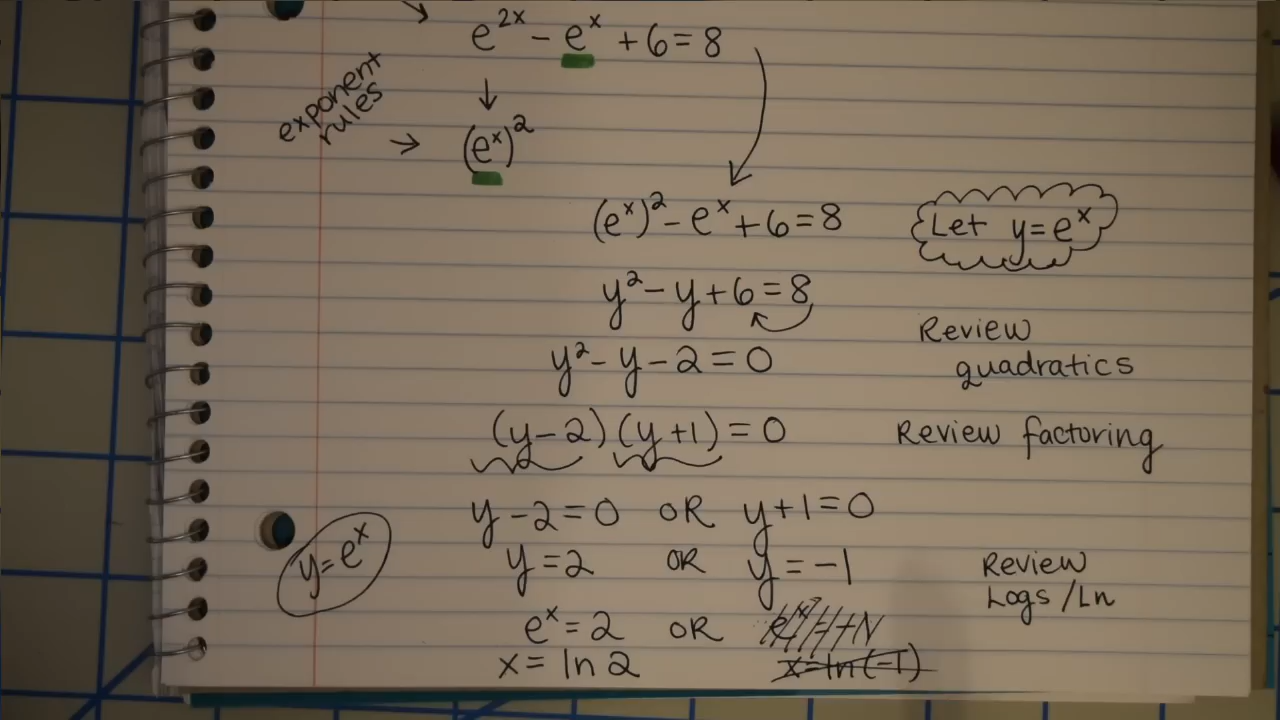 e^{2x} - e^x + 6 = 8
exponent rules → (e^x)^2
(e^x)^2 - e^x + 6 = 8 Let y = e^x
y^2 - y + 6 = 8
Review
y^2 - y - 2 = 0 quadratics
(y - 2)(y + 1) = 0 Review factoring
y - 2 = 0 OR y + 1 = 0
y = e^x
y = 2 OR y = -1 Review
Logs/Ln
e^x = 2 OR
x = ln 2 x = ln(-1)